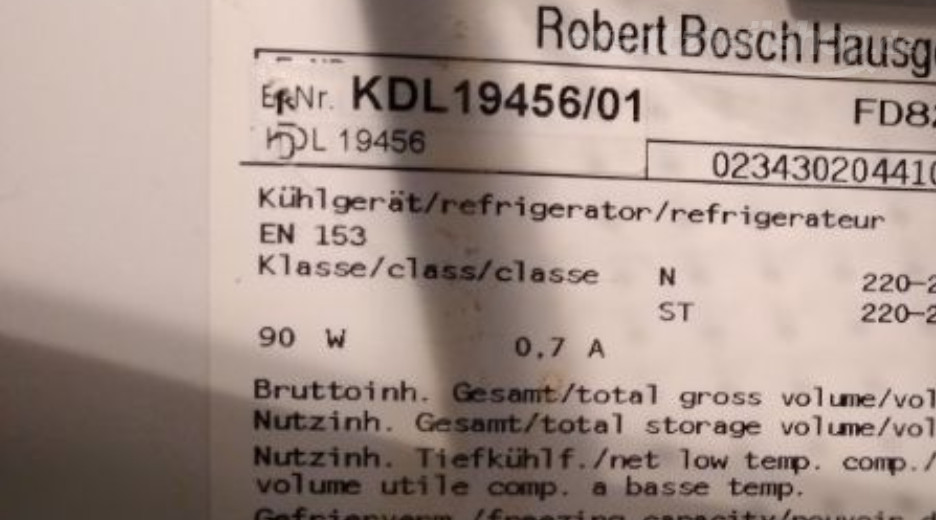 Robert Bosch Hausg
E-Nr. KDL19456/01 FD82
KDL 19456
02343020441
Kühlgerät/refrigerator/refrigerateur
EN 153
Klasse/class/classe N 220-2
ST 220-2
90 W 0.7 A
Bruttoinh. Gesamt/total gross volume/vol
Nutzinh. Gesamt/total storage volume/vol
Nutzinh. Tiefkühlf./net low temp. comp./
volume utile comp. a basse temp.